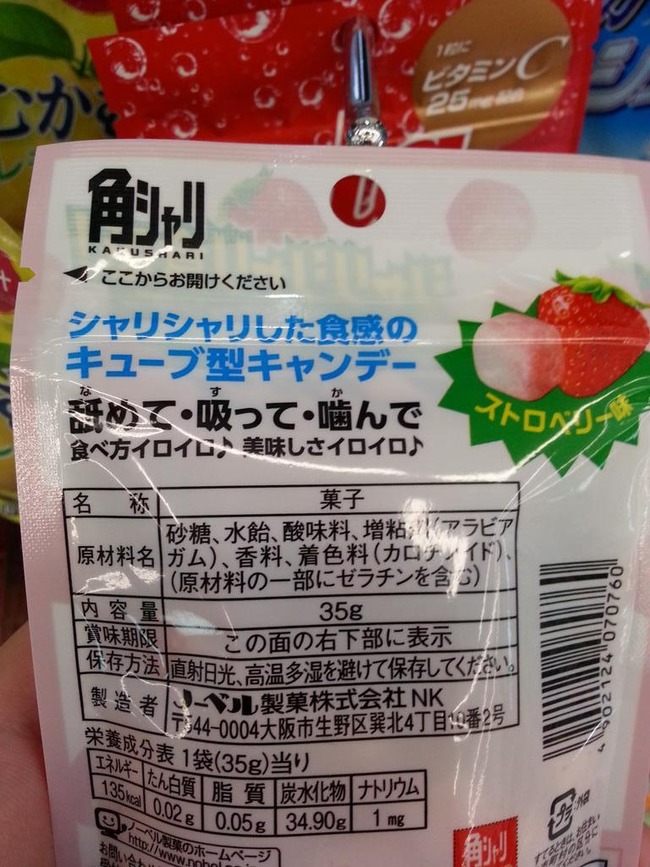 1粒に
ビタミンC
25mg
角シャリ
KAKUSHARI
ここからお開けください
シャリシャリした食感の
キューブ型キャンデー
な す か
舐めて・吸って・噛んで
食べ方イロイロ♪ 美味しさイロイロ♪
ストロベリー味
名 称 菓子
原材料名 砂糖、水飴、酸味料、増粘剤(アラビア
ガム)、香料、着色料(カロチノイド)、
(原材料の一部にゼラチンを含む)
内容量 35g
賞味期限 この面の右下部に表示
保存方法 直射日光、高温多湿を避けて保存してください。
製造者 ノーベル製菓株式会社 NK
〒544-0004大阪市生野区巽北4丁目10番2号
栄養成分表 1袋(35g)当り
エネルギー たん白質 脂質 炭水化物 ナトリウム
135kcal 0.02g 0.05g 34.90g 1mg
4 902124 070760
ノーベル製菓のホームページ
プラ
外袋
角シャリ